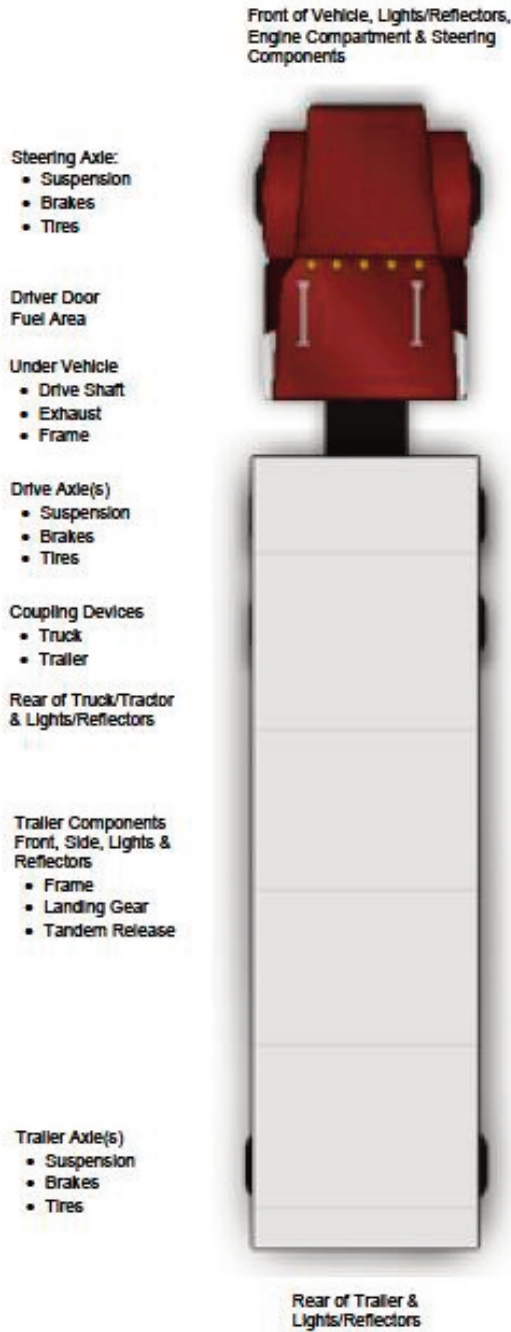 Front of Vehicle, Lights/Reflectors,
Engine Compartment & Steering
Components
Steering Axle:
• Suspension
• Brakes
• Tires
Driver Door
Fuel Area
Under Vehicle
• Drive Shaft
• Exhaust
• Frame
Drive Axle(s)
• Suspension
• Brakes
• Tires
Coupling Devices
• Truck
• Trailer
Rear of Truck/Tractor
& Lights/Reflectors
Trailer Components
Front, Side, Lights &
Reflectors
• Frame
• Landing Gear
• Tandem Release
Trailer Axle(s)
• Suspension
• Brakes
• Tires
Rear of Trailer &
Lights/Reflectors